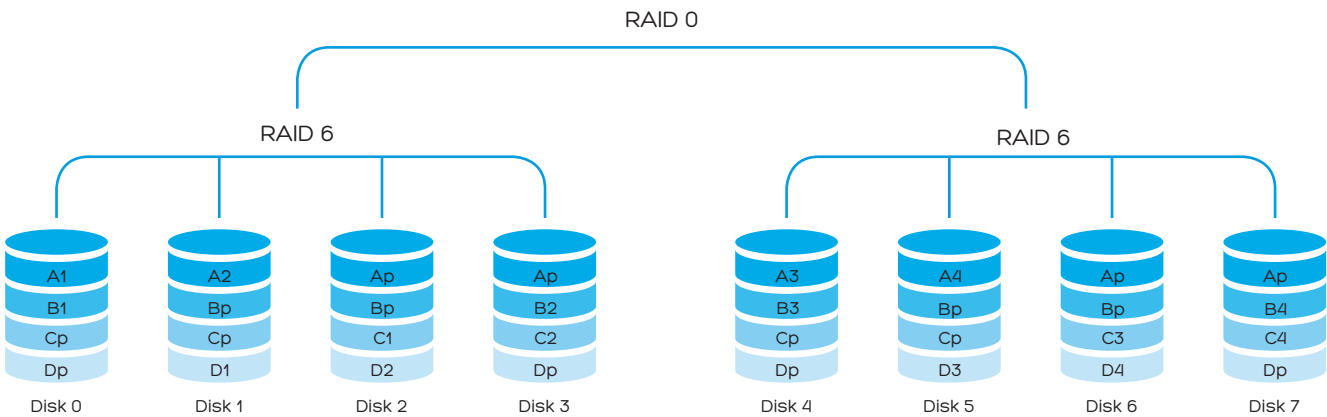 RAID 0
RAID 6 RAID 6
A1 A2 Ap Ap A3 A4 Ap Ap
B1 Bp Bp B2 B3 Bp Bp B4
Cp Cp C1 C2 Cp Cp C3 C4
Dp D1 D2 Dp Dp D3 D4 Dp
Disk 0 Disk 1 Disk 2 Disk 3 Disk 4 Disk 5 Disk 6 Disk 7